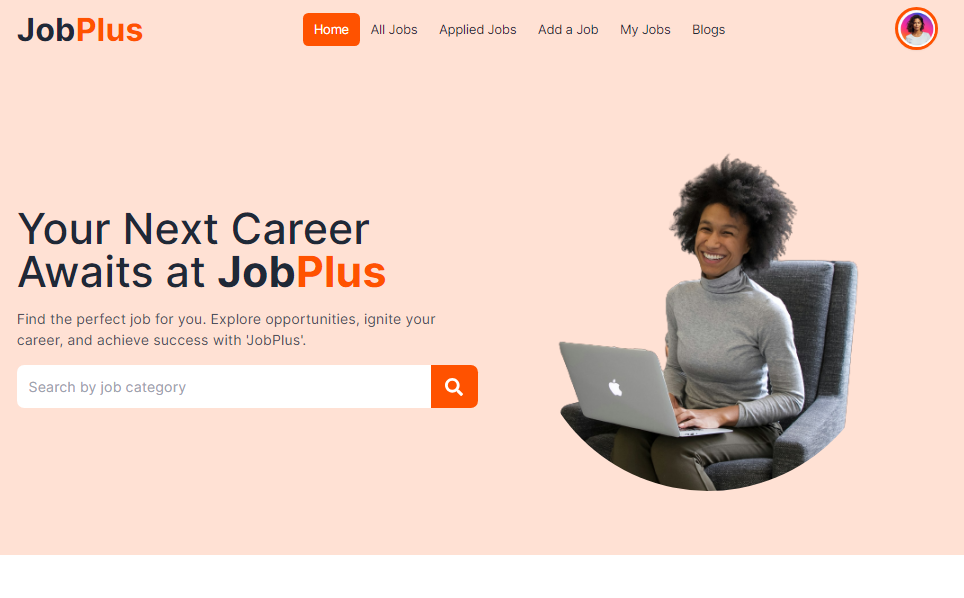 JobPlus
Home
All Jobs
Applied Jobs
Add a Job
My Jobs
Blogs
Your Next Career
Awaits at JobPlus
Find the perfect job for you. Explore opportunities, ignite your
career, and achieve success with 'JobPlus'.
Search by job category